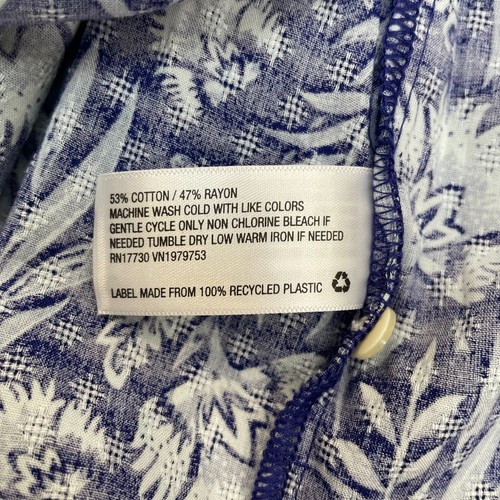 53% COTTON / 47% RAYON
MACHINE WASH COLD WITH LIKE COLORS
GENTLE CYCLE ONLY NON CHLORINE BLEACH IF
NEEDED TUMBLE DRY LOW WARM IRON IF NEEDED
RN17730 VN1979753
LABEL MADE FROM 100% RECYCLED PLASTIC